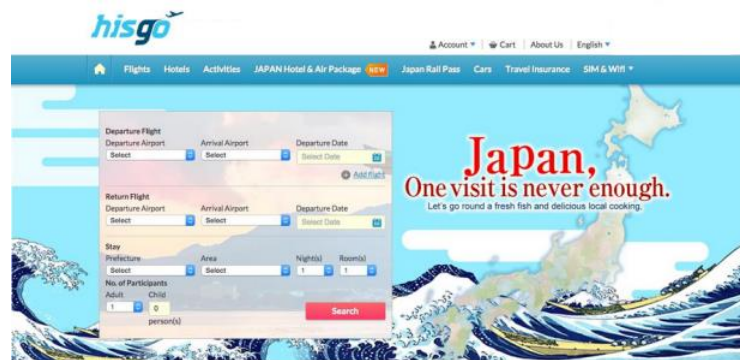 hisgo
Account Cart About Us English
Flights Hotels Activities JAPAN Hotel & Air Package NEW Japan Rail Pass Cars Travel Insurance SIM & Wifi
Departure Flight
Departure Airport Arrival Airport Departure Date
Select Select Select Date
Add flight
Return Flight
Departure Airport Arrival Airport Departure Date
Select Select Select Date
Stay
Prefecture Area Night(s) Room(s)
Select Select 1 1
No. of Participants
Adult Child
1 0
person(s)
Search
Japan,
One visit is never enough.
Let's go round a fresh fish and delicious local cooking.